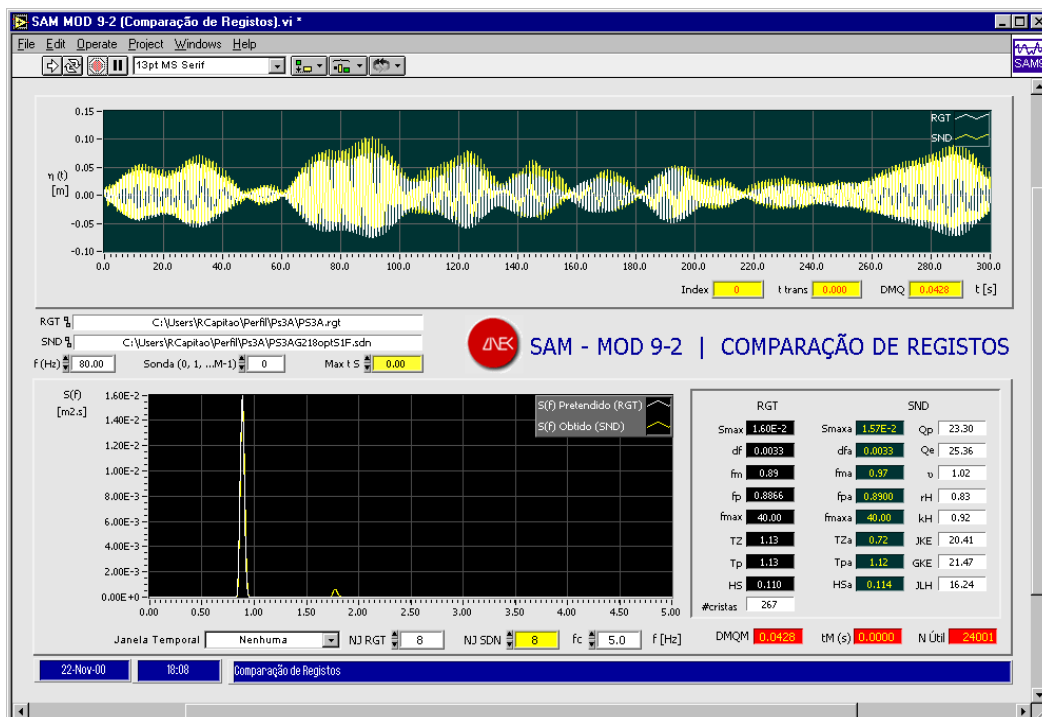 SAM MOD 9-2 (Comparação de Registos).vi *
File Edit Operate Project Windows Help
13pt MS Serif
SAMS
0.15
0.10
0.05
0.00
-0.05
-0.10
η (t)
[m]
RGT
SND
0.0 20.0 40.0 60.0 80.0 100.0 120.0 140.0 160.0 180.0 200.0 220.0 240.0 260.0 280.0 300.0
Index 0 t trans 0.000 DMQ 0.0428 t [s]
RGT C:\Users\RCapitao\Perfil\Ps3A\PS3A.rgt
SND C:\Users\RCapitao\Perfil\Ps3A\PS3AG218optS1F.sdn
f (Hz) 80.00 Sonda (0, 1, ...M-1) 0 Max t S 0.00
LNEC
SAM - MOD 9-2 | COMPARAÇÃO DE REGISTOS
S(f)
[m2.s]
1.60E-2
1.40E-2
1.20E-2
1.00E-2
8.00E-3
6.00E-3
4.00E-3
2.00E-3
0.00E+0
S(f) Pretendido (RGT)
S(f) Obtido (SND)
0.00 0.50 1.00 1.50 2.00 2.50 3.00 3.50 4.00 4.50 5.00
Janela Temporal Nenhuma NJ RGT 8 NJ SDN 8 fc 5.0 f [Hz]
RGT SND
Smax 1.60E-2 Smaxa 1.57E-2 Qp 23.30
df 0.0033 dfa 0.0033 Qe 25.36
fm 0.89 fma 0.97 υ 1.02
fp 0.8866 fpa 0.8900 rH 0.83
fmax 40.00 fmaxa 40.00 kH 0.92
TZ 1.13 TZa 0.72 JKE 20.41
Tp 1.13 Tpa 1.12 GKE 21.47
HS 0.110 HSa 0.114 JLH 16.24
#cristas 267
DMQM 0.0428 tM (s) 0.0000 N Útil 24001
22-Nov-00 18:08 Comparação de Registos